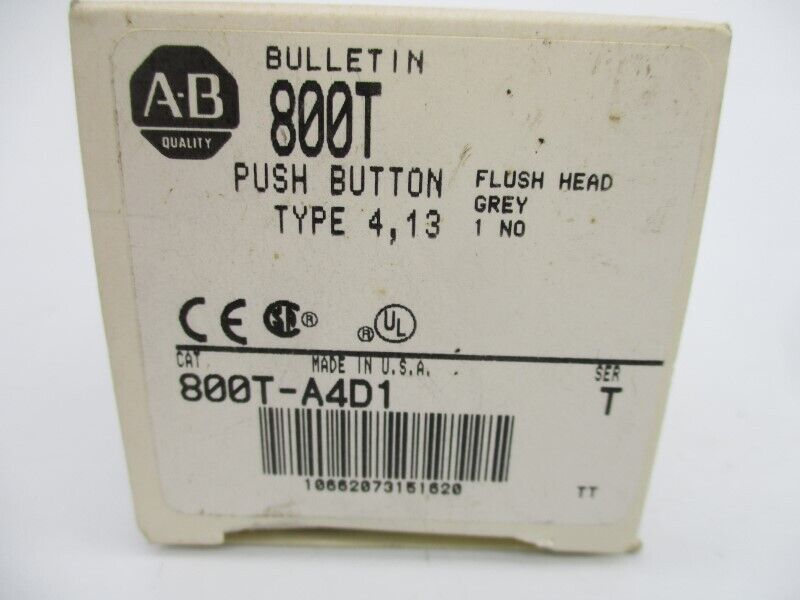 A-B
QUALITY
BULLETIN
800T
PUSH BUTTON
TYPE 4,13
FLUSH HEAD
GREY
1 NO
CE SA ® ® UL
CAT MADE IN U.S.A. SER
800T-A4D1 T
10662073151620
TT